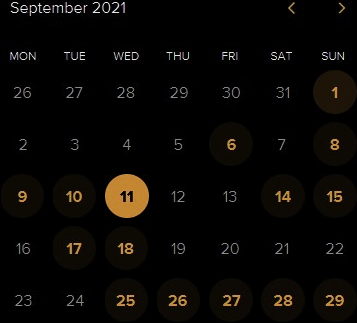 September 2021
MON TUE WED THU FRI SAT SUN
26 27 28 29 30 31 1
2 3 4 5 6 7 8
9 10 11 12 13 14 15
16 17 18 19 20 21 22
23 24 25 26 27 28 29